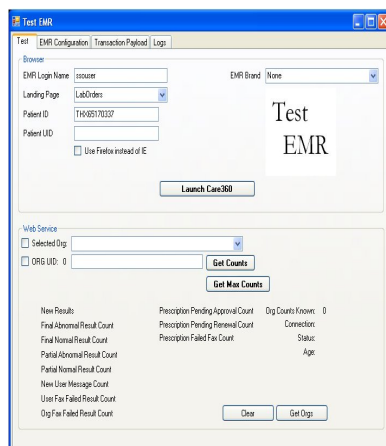 Test EMR
Test EMR Configuration Transaction Payload Logs
Browser
EMR Login Name ssouser EMR Brand None
Landing Page LabOrders
Patient ID THX65170337
Patient UID
Use Firefox instead of IE
Test
EMR
Launch Care360
Web Service
Selected Org:
ORG UID: 0 Get Counts
Get Max Counts
New Results Prescription Pending Approval Count Org Counts Known: 0
Final Abnormal Result Count Prescription Pending Renewal Count Connection:
Final Normal Result Count Prescription Failed Fax Count Status:
Partial Abnormal Result Count Age:
Partial Normal Result Count
New User Message Count
User Fax Failed Result Count
Org Fax Failed Result Count Clear Get Orgs